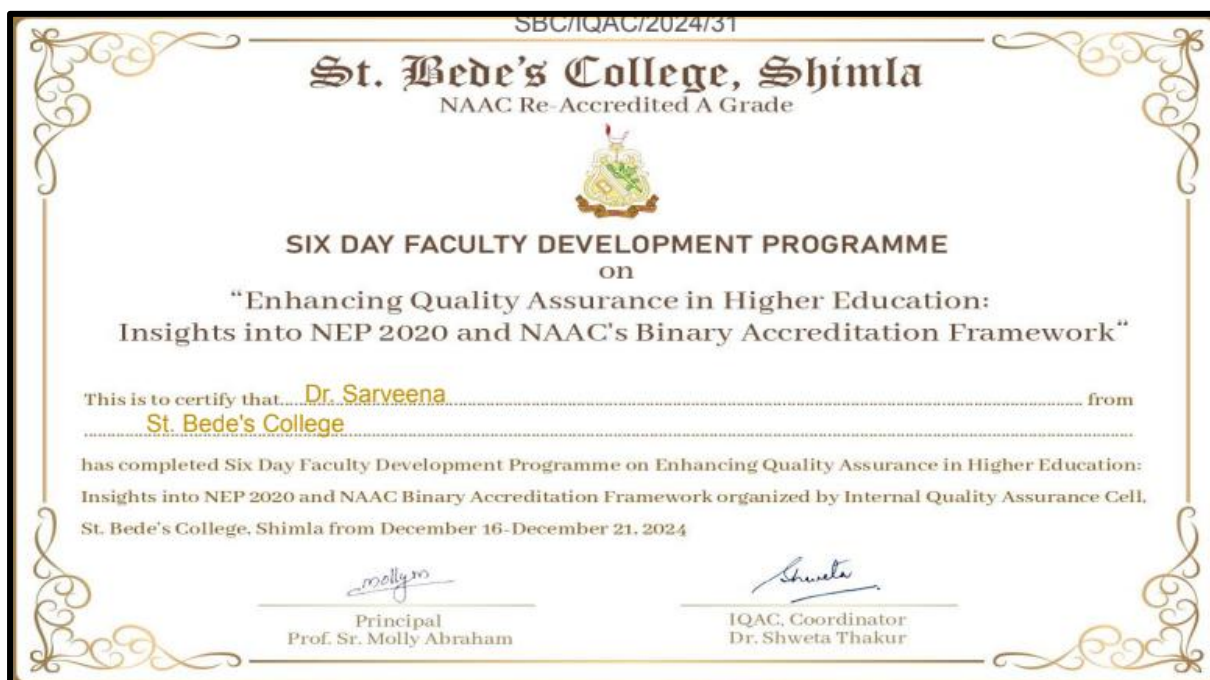 SBC/IQAC/2024/31
St. Bede's College, Shimla
NAAC Re-Accredited A Grade
SIX DAY FACULTY DEVELOPMENT PROGRAMME
on
“Enhancing Quality Assurance in Higher Education:
Insights into NEP 2020 and NAAC's Binary Accreditation Framework“
This is to certify that Dr. Sarveena from
St. Bede's College
has completed Six Day Faculty Development Programme on Enhancing Quality Assurance in Higher Education:
Insights into NEP 2020 and NAAC Binary Accreditation Framework organized by Internal Quality Assurance Cell,
St. Bede's College, Shimla from December 16-December 21, 2024
mollym
Shweta
Principal
Prof. Sr. Molly Abraham
IQAC, Coordinator
Dr. Shweta Thakur